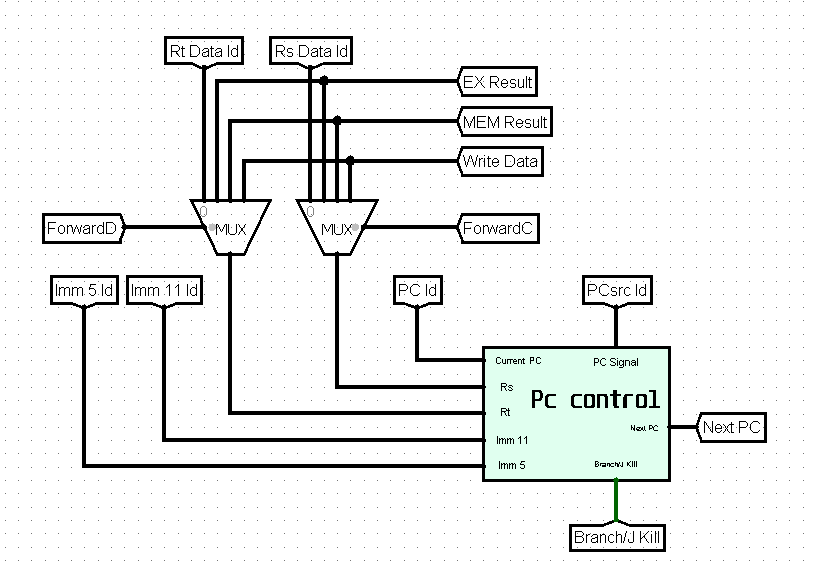 Rt Data Id
Rs Data Id
EX Result
MEM Result
Write Data
0
MUX
0
MUX
ForwardD
ForwardC
Imm 5 Id
Imm 11 Id
PC Id
PCsrc Id
Current PC
PC Signal
Rs
Pc control
Rt
Next PC
Next PC
Imm 11
Imm 5
Branch/J Kill
Branch/J Kill